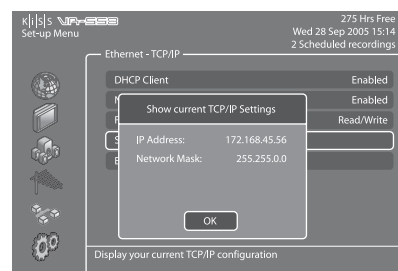 K|i|S|S VR-558 275 Hrs Free
Set-up Menu Wed 28 Sep 2005 15:14
2 Scheduled recordings
Ethernet - TCP/IP
DHCP Client Enabled
N Enabled
F Read/Write
Show current TCP/IP Settings
S
E
IP Address: 172.168.45.56
Network Mask: 255.255.0.0
OK
Display your current TCP/IP configuration